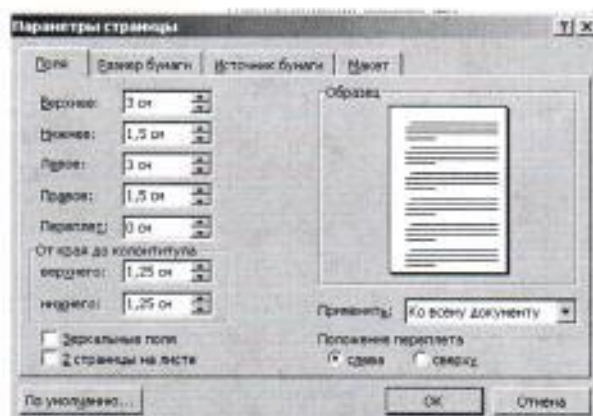 Параметры страницы
Поля Размер бумаги Источник бумаги Макет
Верхнее: 3 см
Нижнее: 1,5 см
Левое: 3 см
Правое: 1,5 см
Переплет: 0 см
От края до колонтитула
верхнего: 1,25 см
нижнего: 1,25 см
Зеркальные поля
2 страницы на листе
Образец
Применить: Ко всему документу
Положение переплета
слева сверху
По умолчанию... ОК Отмена